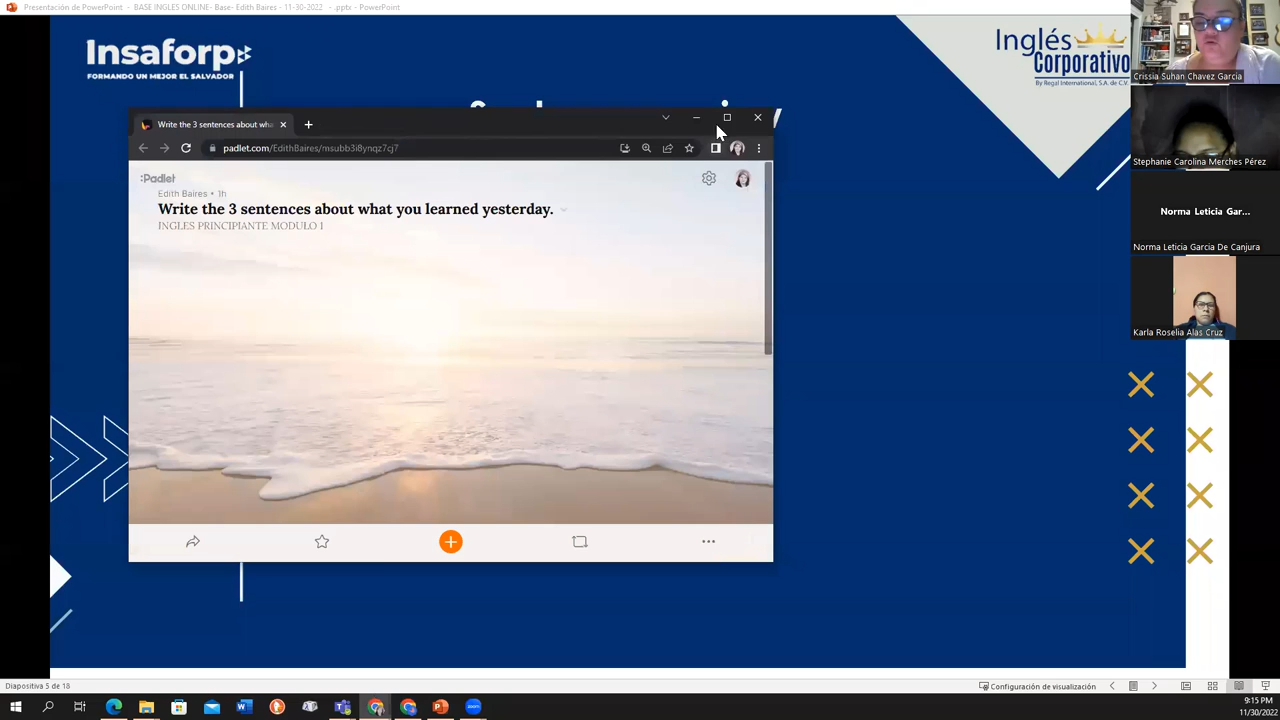 Presentación de PowerPoint - BASE INGLES ONLINE- Base- Edith Baires - 11-30-2022 - .pptx - PowerPoint
Insaforp
FORMANDO UN MEJOR EL SALVADOR
Inglés
Corporativo
By Regal International, S.A. de C.V.
Crissia Suhan Chavez Garcia
Stephanie Carolina Merches Pérez
Norma Leticia Gar...
Norma Leticia García De Canjura
Karla Roselia Alas Cruz
Write the 3 sentences about wha
padlet.com/EdithBaires/msubb3i8ynqz7cj7
:Padlet
Edith Baires • 1h
Write the 3 sentences about what you learned yesterday.
INGLES PRINCIPIANTE MODULO 1
Diapositiva 5 de 18
Configuración de visualización
9:15 PM
11/30/2022